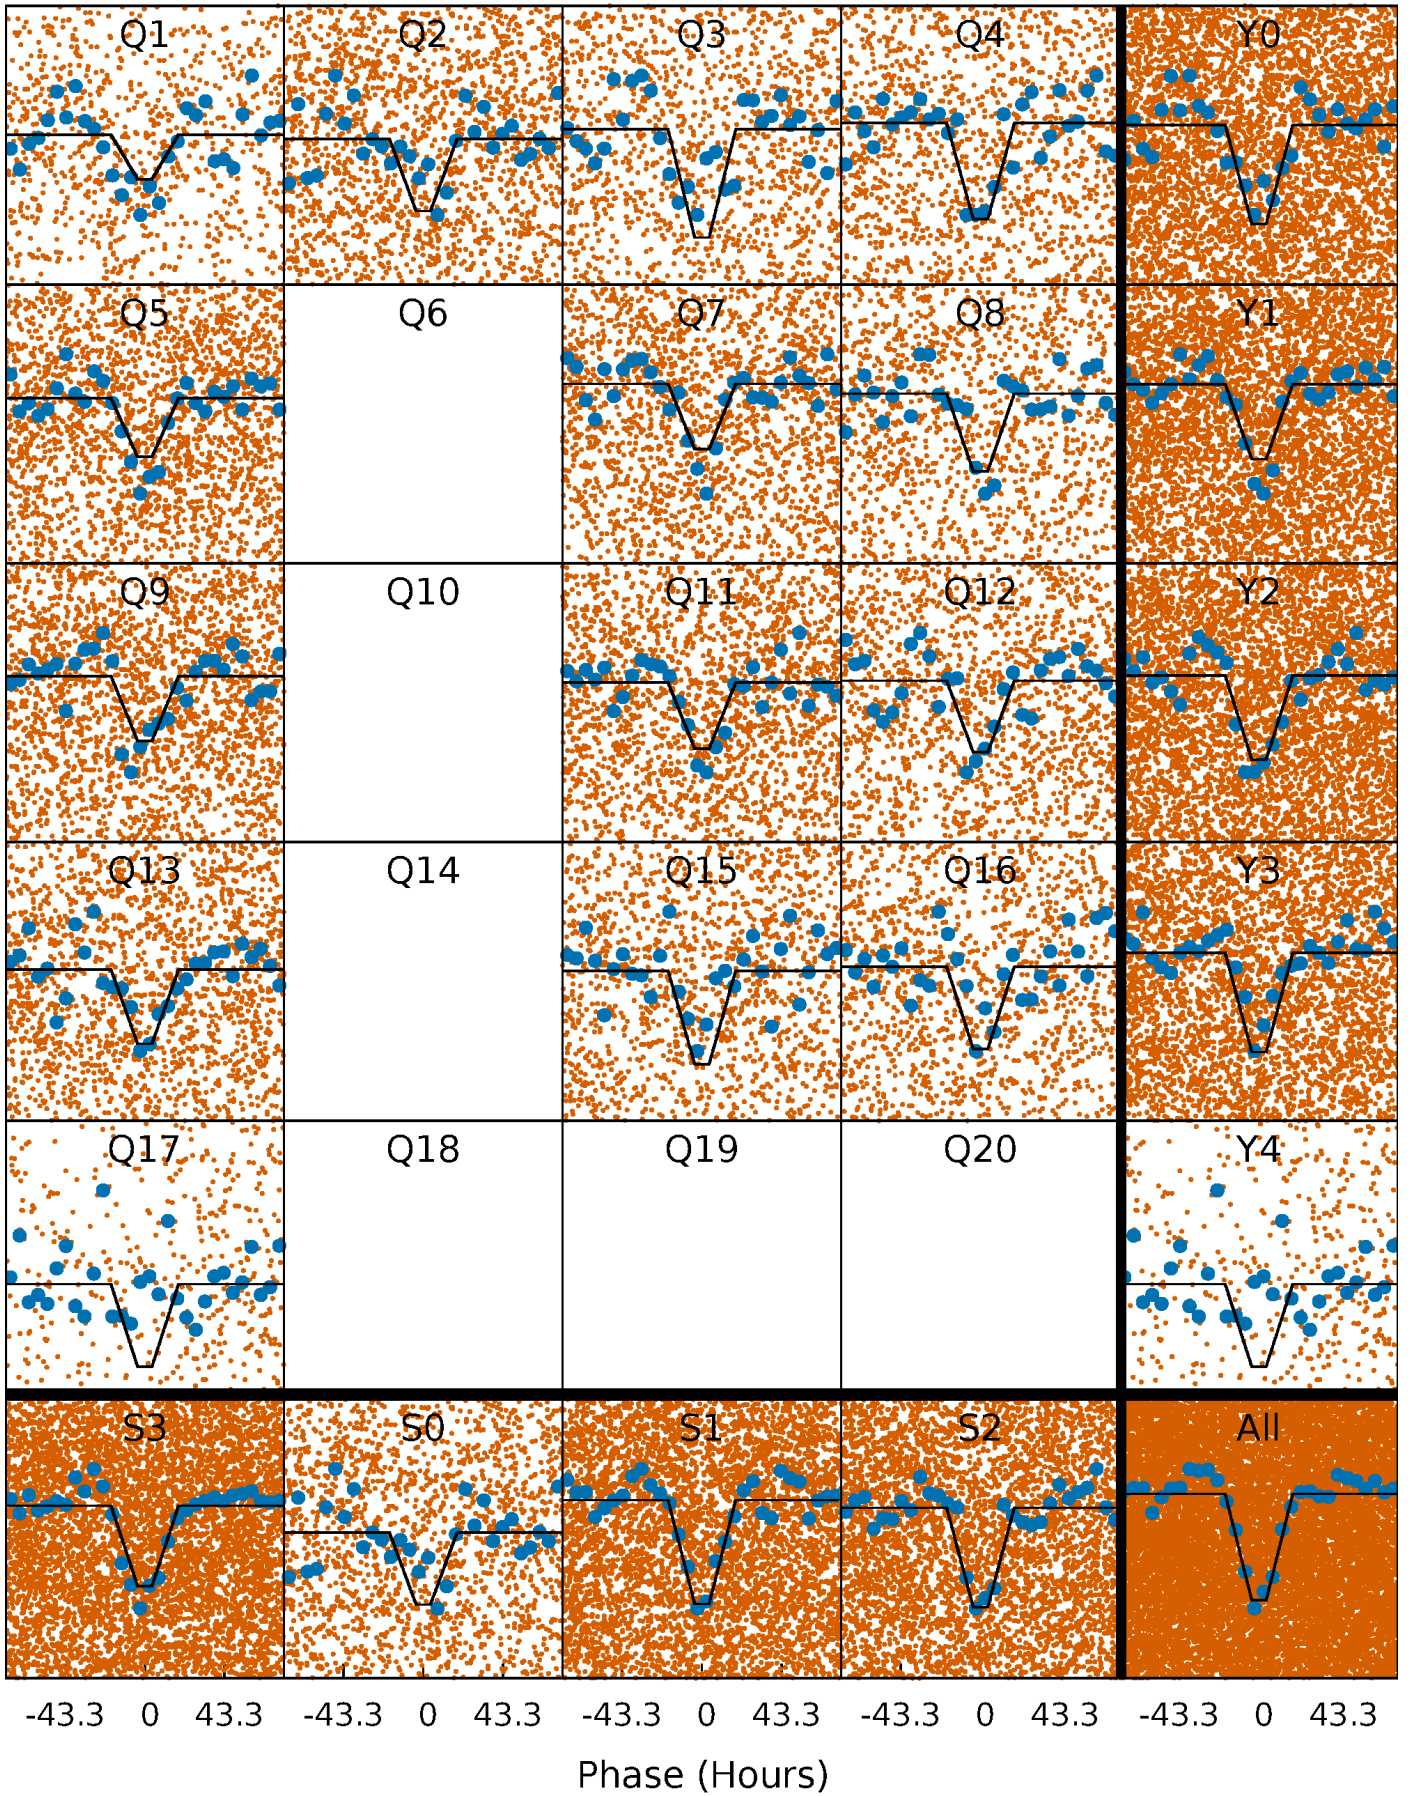 Q1 Q2 Q3 Q4 Y0
Q5 Q6 Q7 Q8 Y1
Q9 Q10 Q11 Q12 Y2
Q13 Q14 Q15 Q16 Y3
Q17 Q18 Q19 Q20 Y4
S3 S0 S1 S2 All
-43.3 0 43.3 -43.3 0 43.3 -43.3 0 43.3 -43.3 0 43.3 -43.3 0 43.3
Phase (Hours)